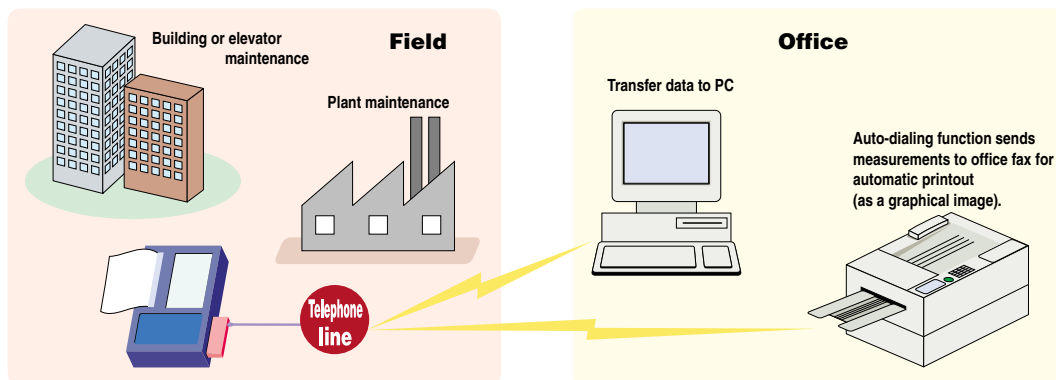 Field
Building or elevator
maintenance
Plant maintenance
Telephone
line
Office
Transfer data to PC
Auto-dialing function sends
measurements to office fax for
automatic printout
(as a graphical image).